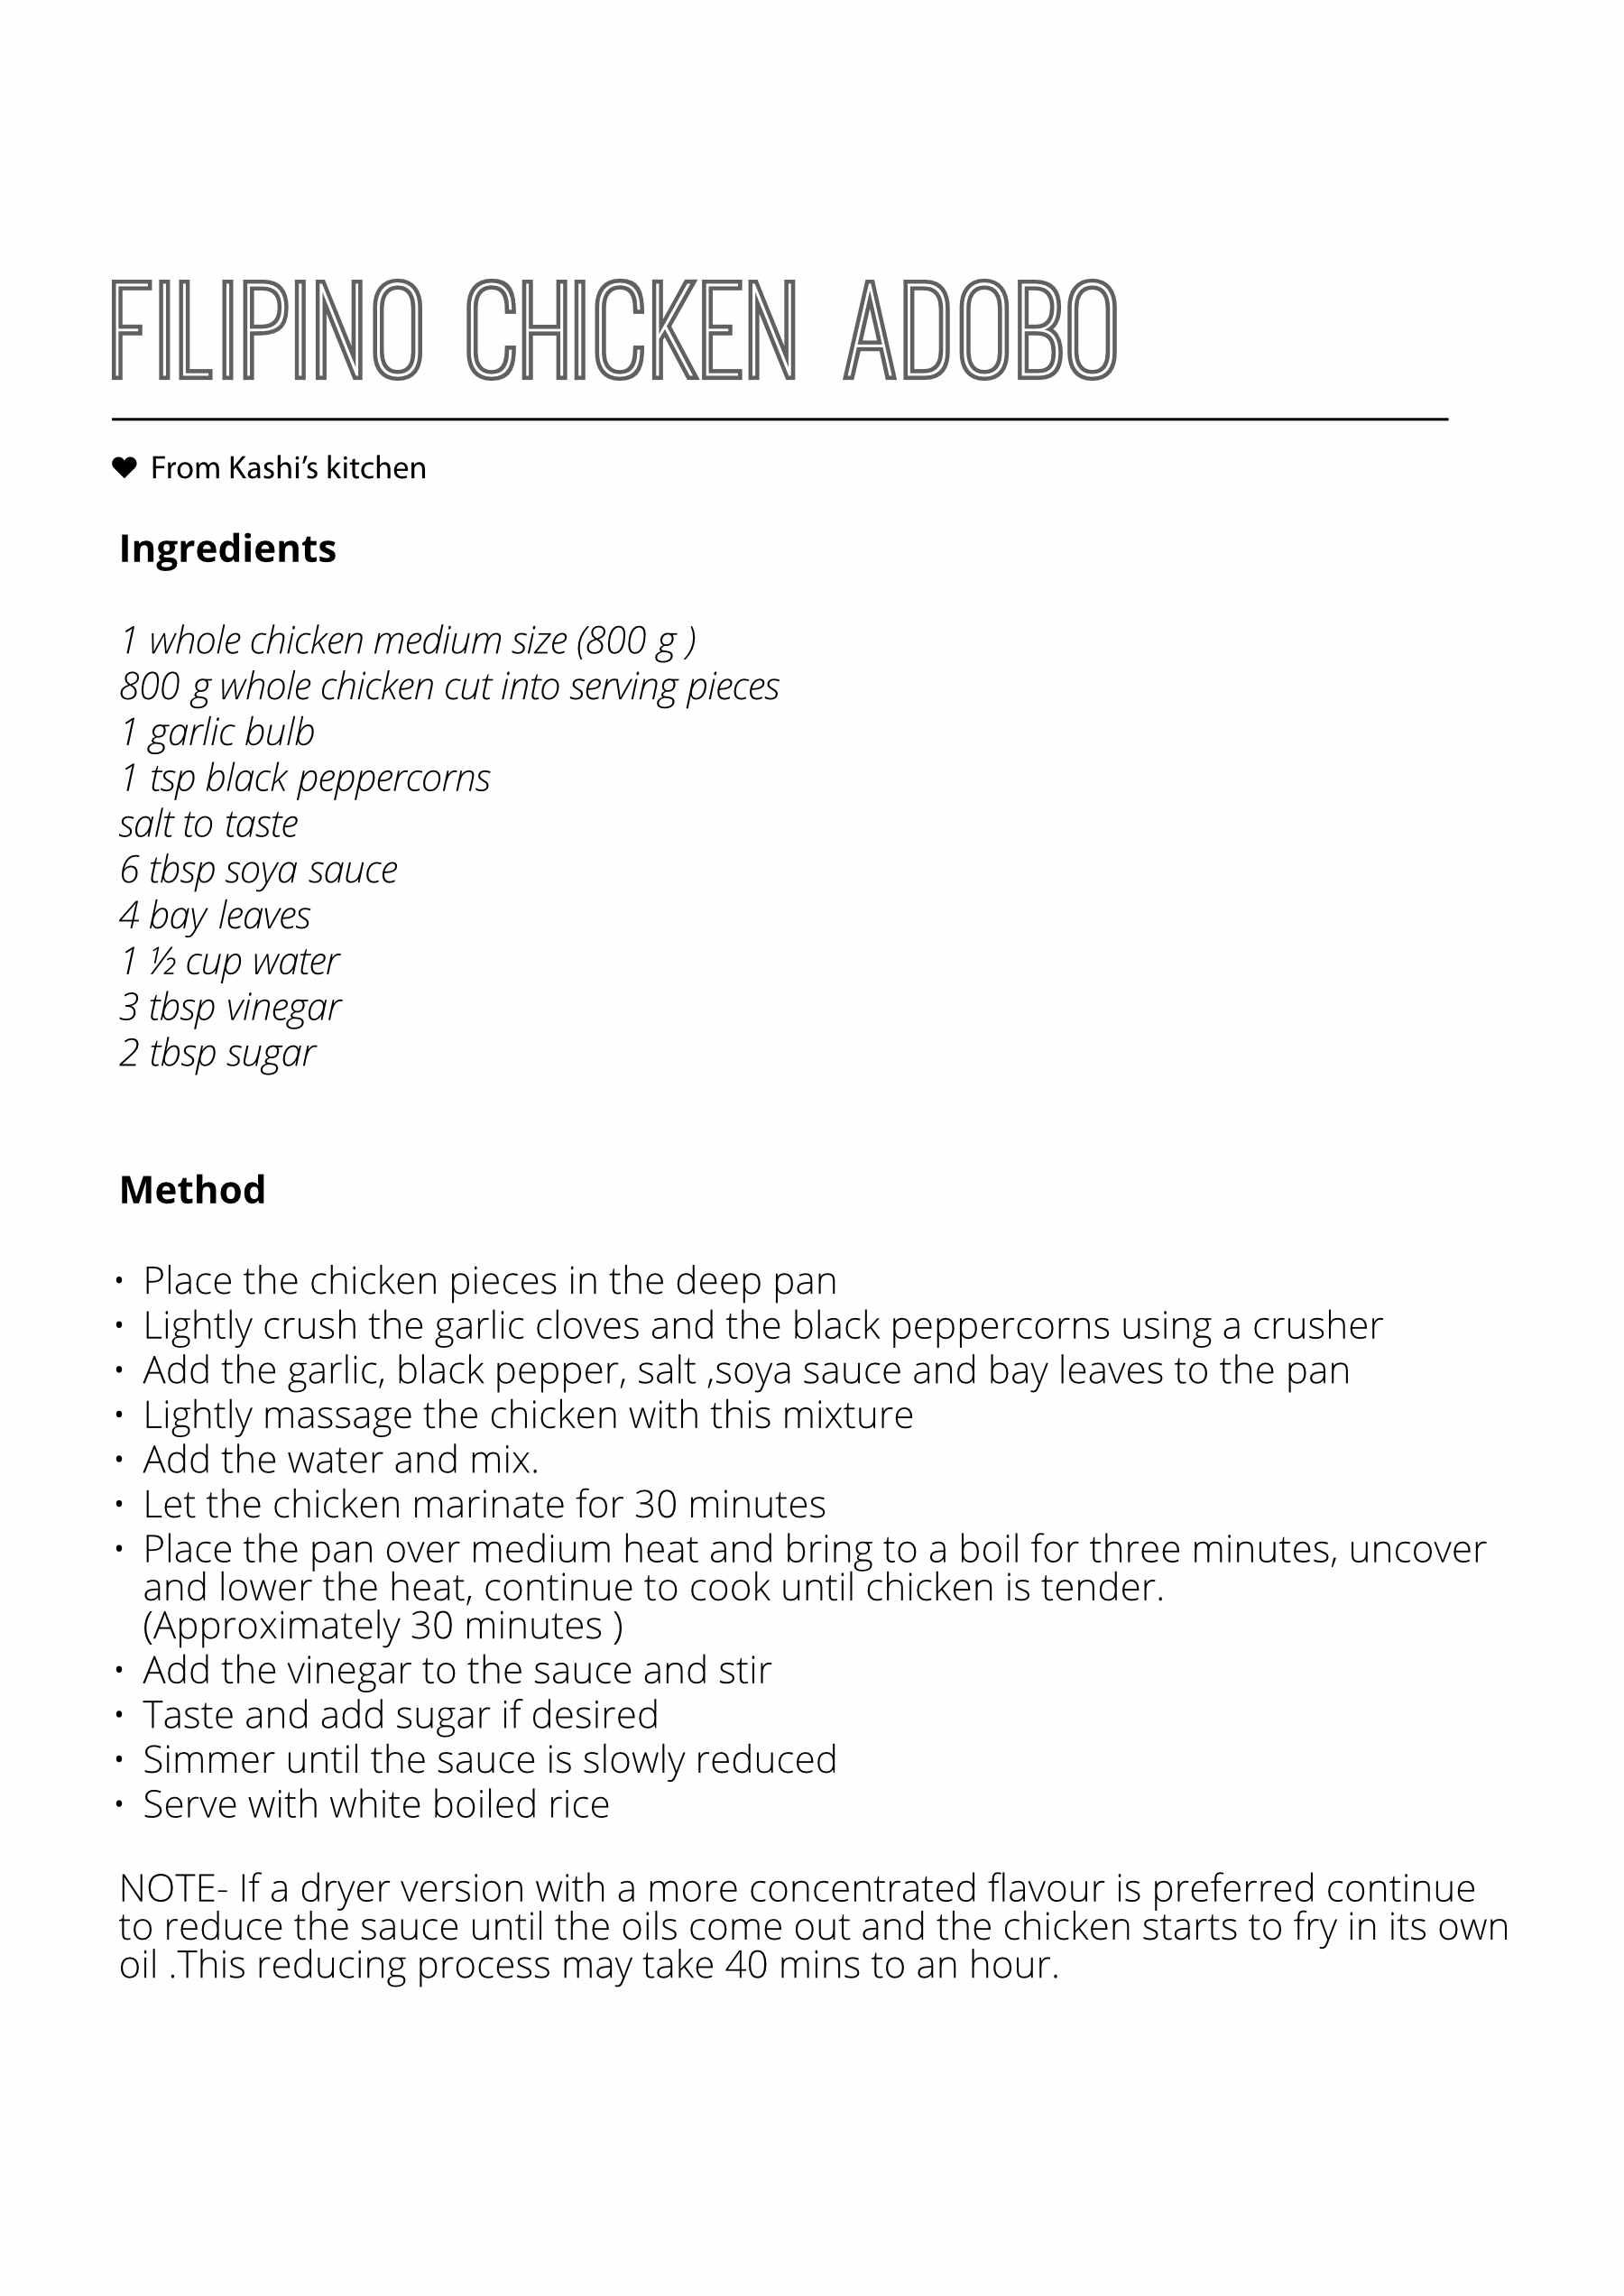 FILIPINO CHICKEN ADOBO
♥ From Kashi’s kitchen
Ingredients
1 whole chicken medium size (800 g )
800 g whole chicken cut into serving pieces
1 garlic bulb
1 tsp black peppercorns
salt to taste
6 tbsp soya sauce
4 bay leaves
1 ½ cup water
3 tbsp vinegar
2 tbsp sugar
Method
• Place the chicken pieces in the deep pan
• Lightly crush the garlic cloves and the black peppercorns using a crusher
• Add the garlic, black pepper, salt ,soya sauce and bay leaves to the pan
• Lightly massage the chicken with this mixture
• Add the water and mix.
• Let the chicken marinate for 30 minutes
• Place the pan over medium heat and bring to a boil for three minutes, uncover
and lower the heat, continue to cook until chicken is tender.
(Approximately 30 minutes )
• Add the vinegar to the sauce and stir
• Taste and add sugar if desired
• Simmer until the sauce is slowly reduced
• Serve with white boiled rice
NOTE- If a dryer version with a more concentrated flavour is preferred continue
to reduce the sauce until the oils come out and the chicken starts to fry in its own
oil .This reducing process may take 40 mins to an hour.